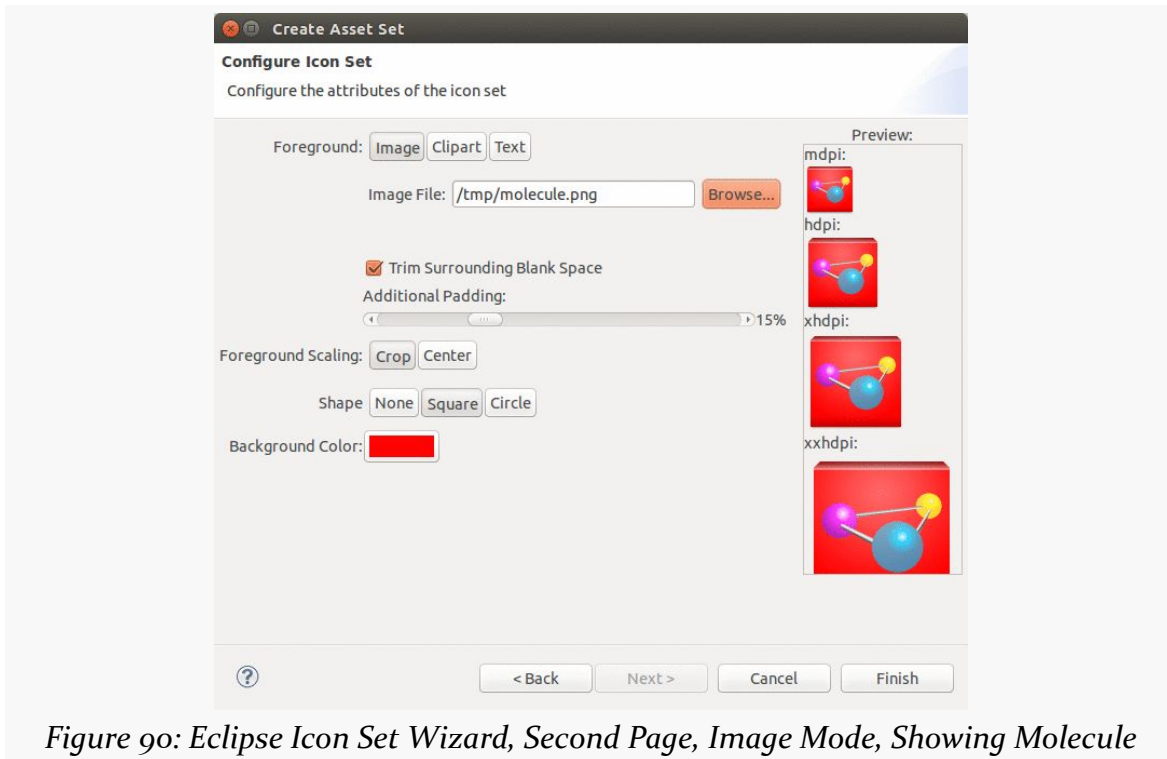 Create Asset Set
Configure Icon Set
Configure the attributes of the icon set
Foreground: Image Clipart Text
Image File: /tmp/molecule.png Browse...
Trim Surrounding Blank Space
Additional Padding:
15%
Foreground Scaling: Crop Center
Shape None Square Circle
Background Color:
Preview:
mdpi:
hdpi:
xhdpi:
xxhdpi:
? < Back Next > Cancel Finish
Figure 90: Eclipse Icon Set Wizard, Second Page, Image Mode, Showing Molecule